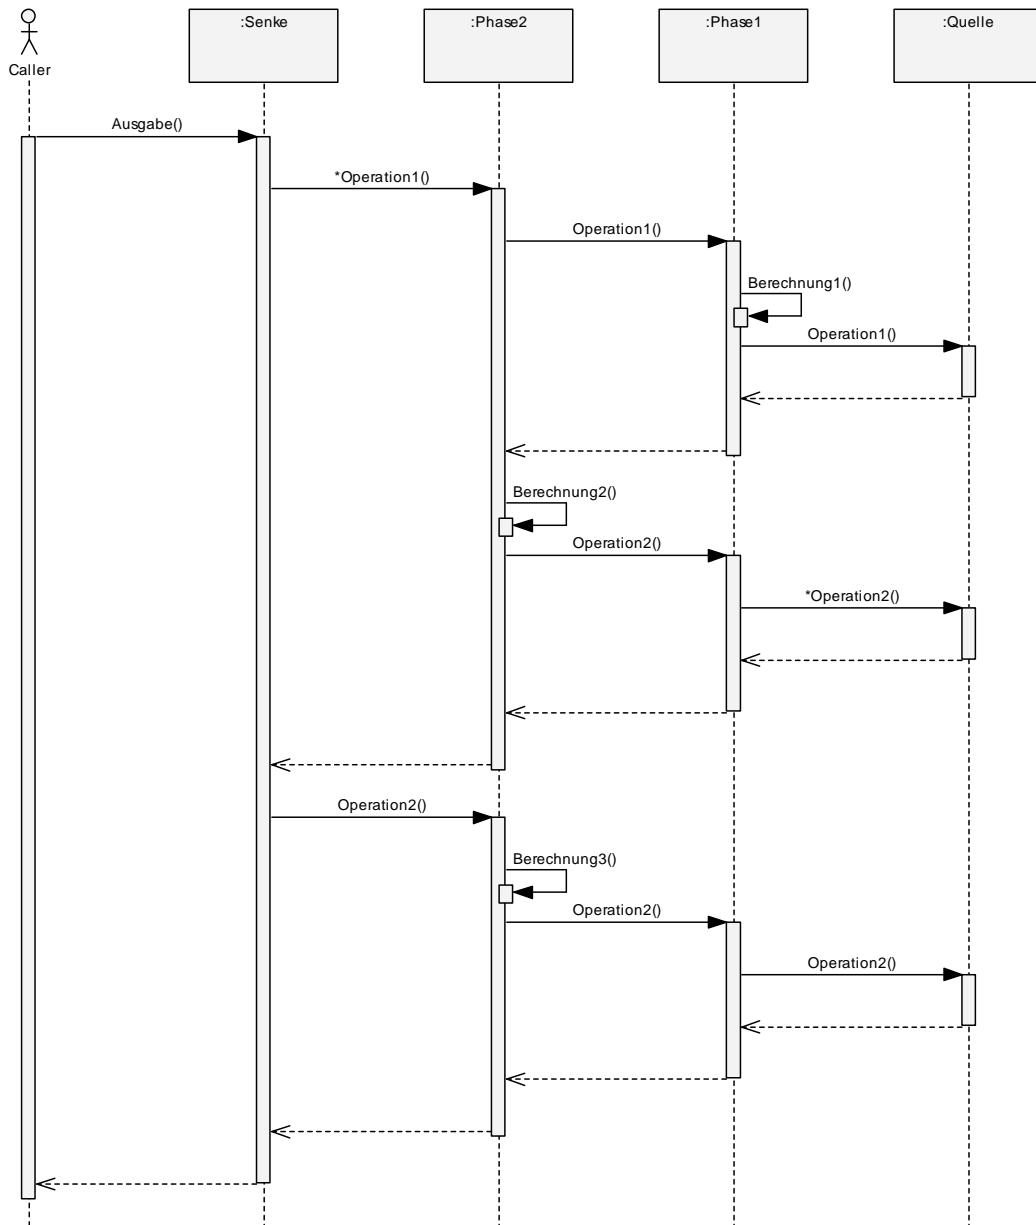 :Senke
:Phase2
:Phase1
:Quelle
Caller
Ausgabe()
*Operation1()
Operation1()
Berechnung1()
Operation1()
Berechnung2()
Operation2()
*Operation2()
Operation2()
Berechnung3()
Operation2()
Operation2()